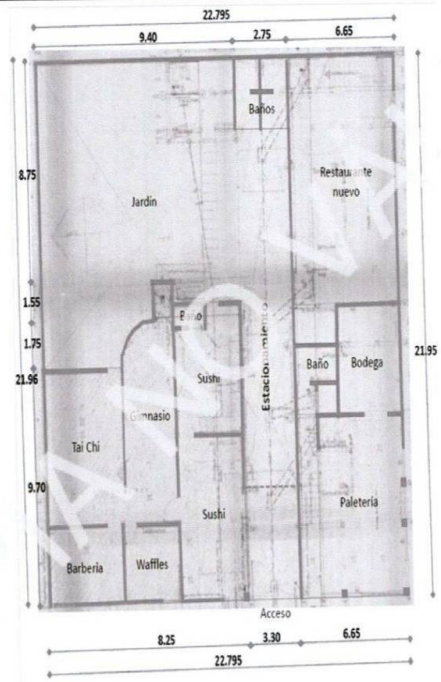 22.795
9.40
2.75
6.65
Baños
8.75
Restaurante
nuevo
Jardín
1.55
Baño
1.75
21.95
Estacionamiento
Baño
Bodega
21.96
Sushi
Gimnasio
Tai Chi
9.70
Paletería
Sushi
Barbería
Waffles
Acceso
8.25
3.30
6.65
22.795